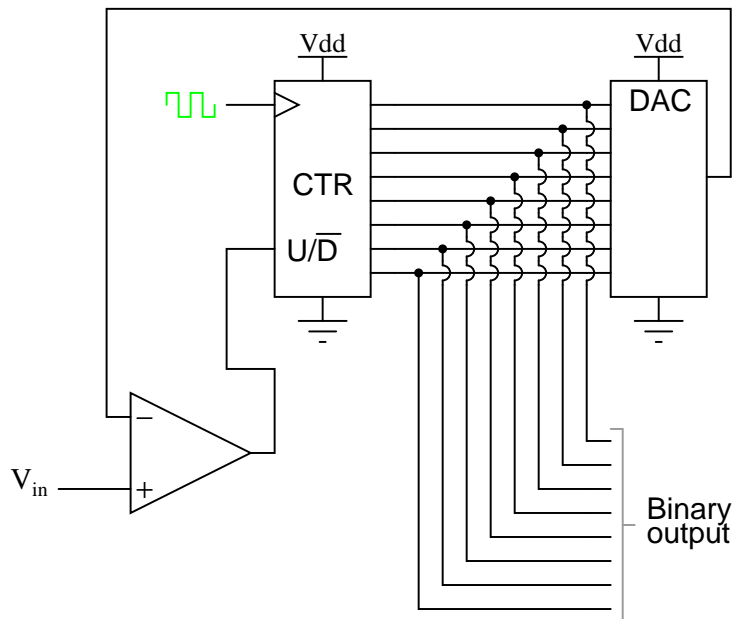 Vdd
Vdd
DAC
CTR
U/D̅
−
V_in
+
Binary
output